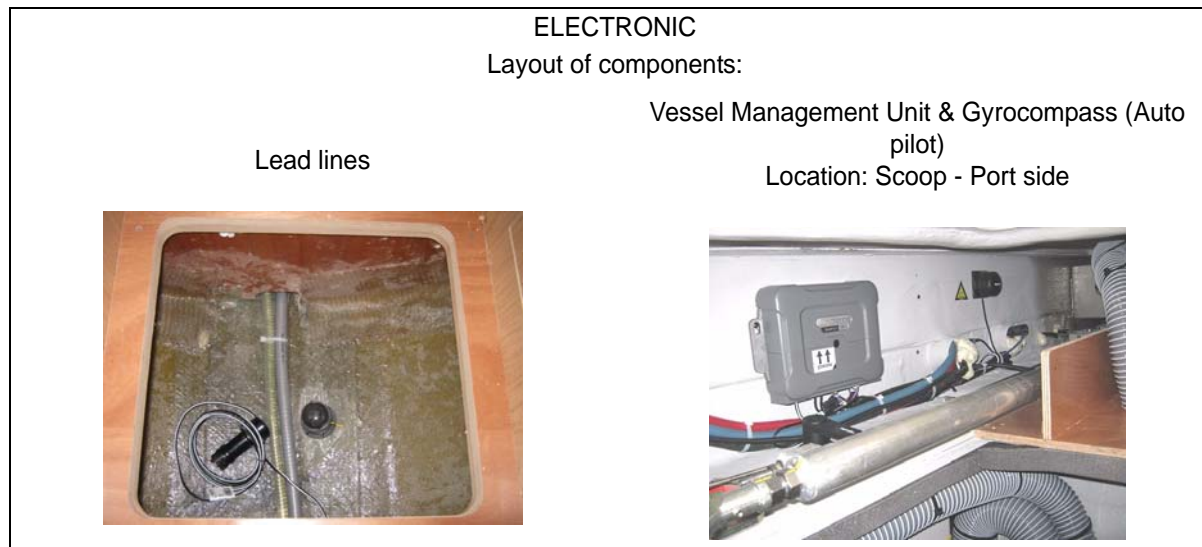 ELECTRONIC
Layout of components:
Lead lines
Vessel Management Unit & Gyrocompass (Auto
pilot)
Location: Scoop - Port side